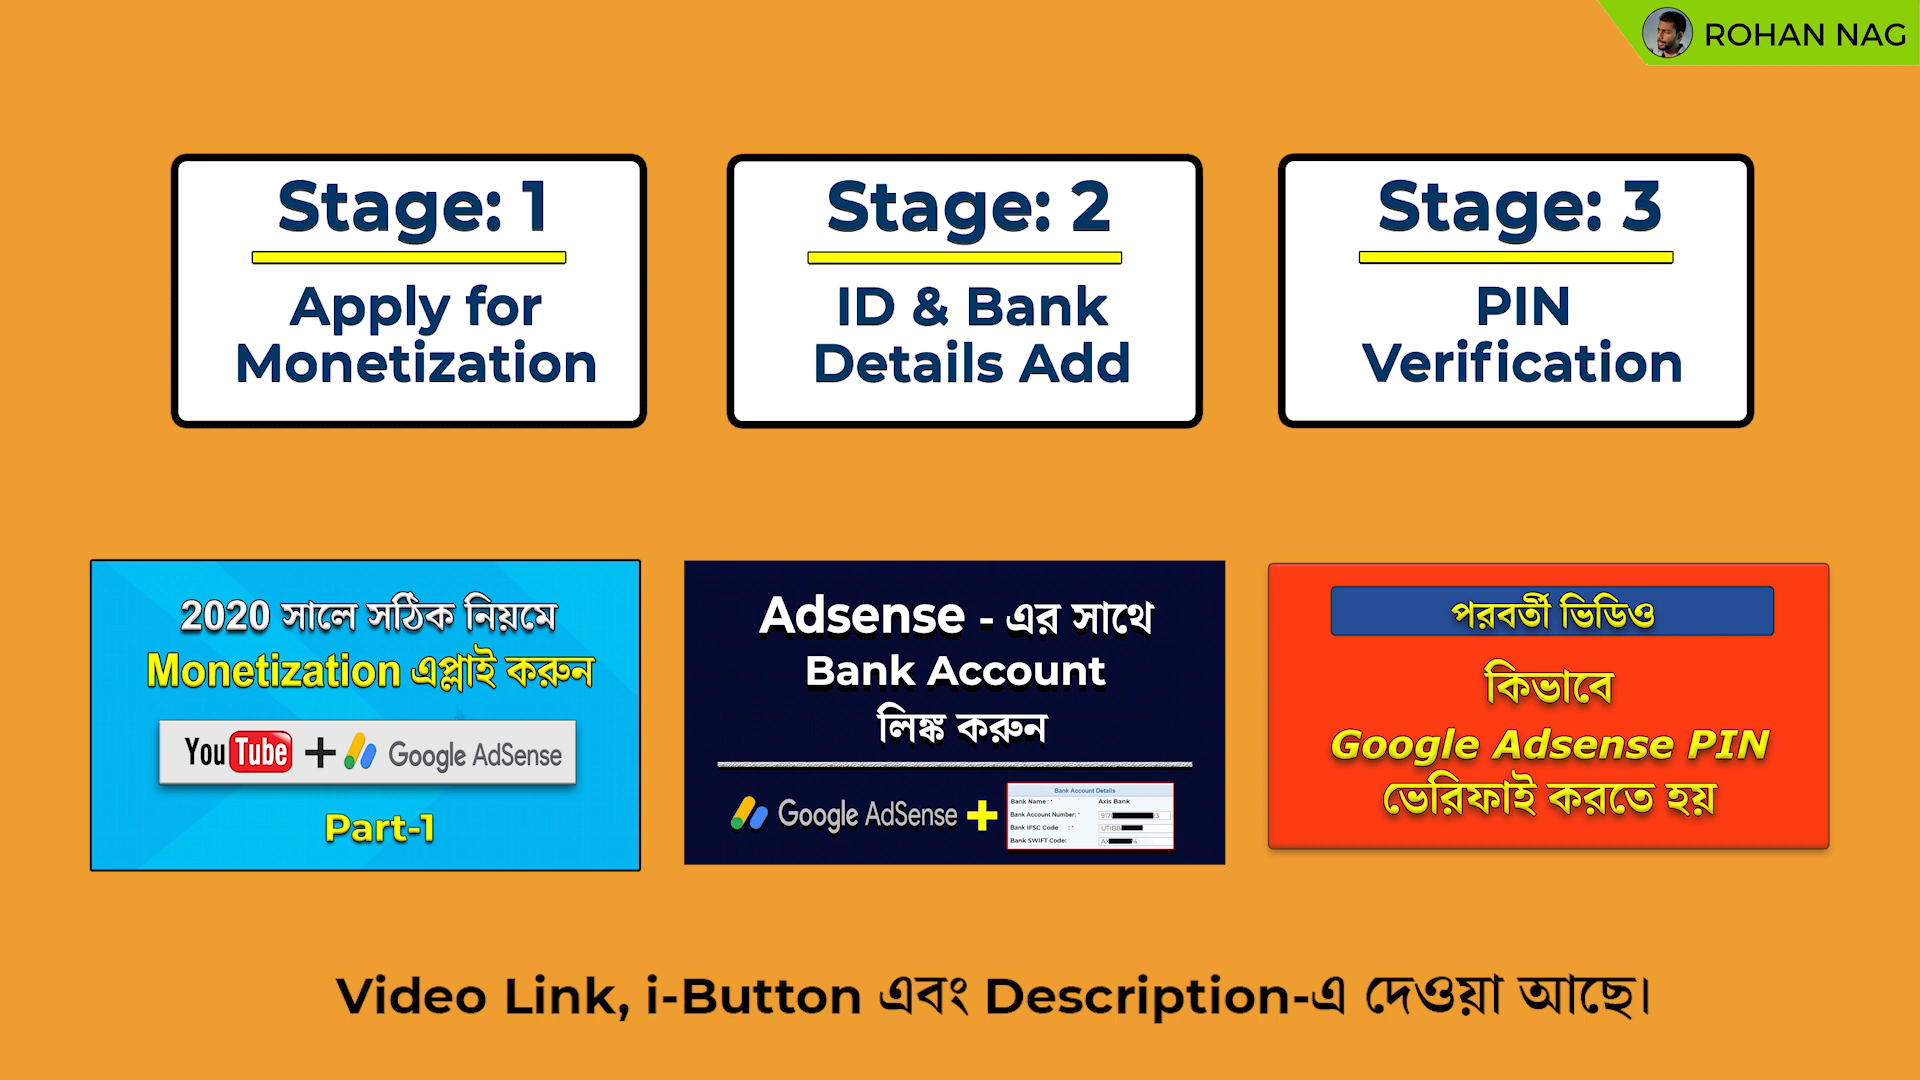 ROHAN NAG
Stage: 1
Apply for
Monetization
Stage: 2
ID & Bank
Details Add
Stage: 3
PIN
Verification
2020 সালে সঠিক নিয়মে
Monetization এপ্লাই করুন
YouTube + Google AdSense
Part-1
Adsense - এর সাথে
Bank Account
লিঙ্ক করুন
Google AdSense +
Bank Account Details
Bank Name : * Axis Bank
Bank Account Number: *
Bank IFSC Code : * UTIB
Bank SWIFT Code: AX
পরবর্তী ভিডিও
কিভাবে
Google Adsense PIN
ভেরিফাই করতে হয়
Video Link, i-Button এবং Description-এ দেওয়া আছে।